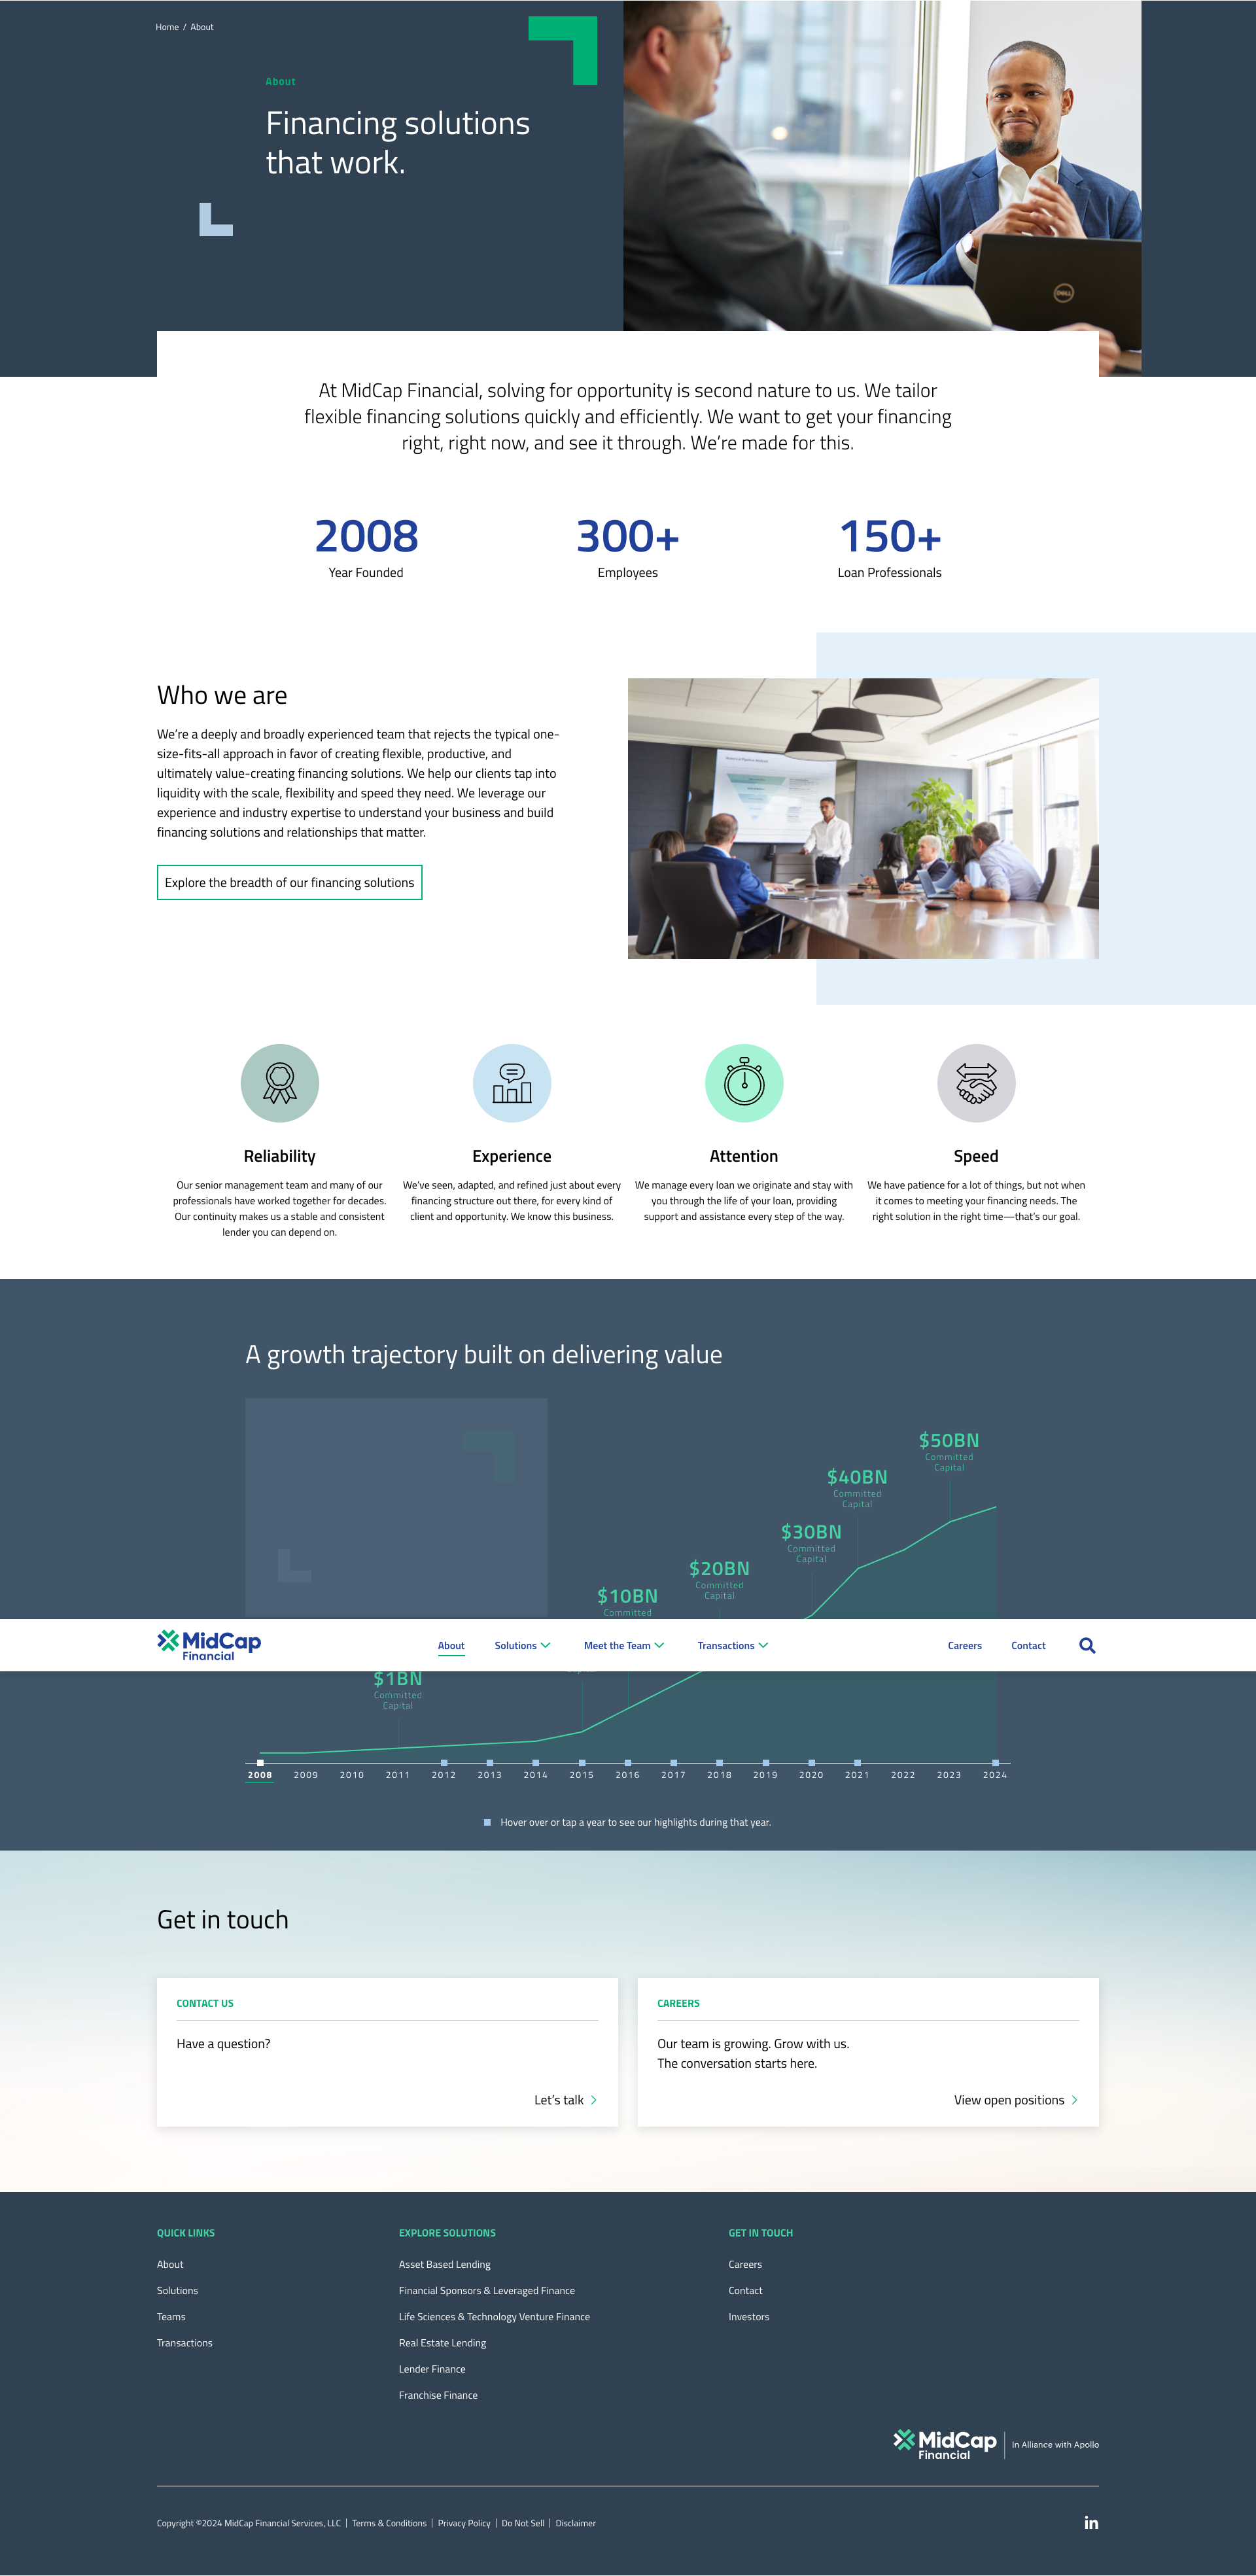 Home / About
About
Financing solutions
that work.
DELL
At MidCap Financial, solving for opportunity is second nature to us. We tailor
flexible financing solutions quickly and efficiently. We want to get your financing
right, right now, and see it through. We’re made for this.
2008
Year Founded
300+
Employees
150+
Loan Professionals
Who we are
We’re a deeply and broadly experienced team that rejects the typical one-
size-fits-all approach in favor of creating flexible, productive, and
ultimately value-creating financing solutions. We help our clients tap into
liquidity with the scale, flexibility and speed they need. We leverage our
experience and industry expertise to understand your business and build
financing solutions and relationships that matter.
Explore the breadth of our financing solutions
Reliability
Our senior management team and many of our
professionals have worked together for decades.
Our continuity makes us a stable and consistent
lender you can depend on.
Experience
We’ve seen, adapted, and refined just about every
financing structure out there, for every kind of
client and opportunity. We know this business.
Attention
We manage every loan we originate and stay with
you through the life of your loan, providing
support and assistance every step of the way.
Speed
We have patience for a lot of things, but not when
it comes to meeting your financing needs. The
right solution in the right time—that’s our goal.
A growth trajectory built on delivering value
$50BN
Committed
Capital
$40BN
Committed
Capital
$30BN
Committed
Capital
$20BN
Committed
Capital
$10BN
Committed
MidCap
Financial
About
Solutions
Meet the Team
Transactions
Careers
Contact
$1BN
Committed
Capital
2008 2009 2010 2011 2012 2013 2014 2015 2016 2017 2018 2019 2020 2021 2022 2023 2024
Hover over or tap a year to see our highlights during that year.
Get in touch
CONTACT US
Have a question?
Let’s talk
CAREERS
Our team is growing. Grow with us.
The conversation starts here.
View open positions
QUICK LINKS
About
Solutions
Teams
Transactions
EXPLORE SOLUTIONS
Asset Based Lending
Financial Sponsors & Leveraged Finance
Life Sciences & Technology Venture Finance
Real Estate Lending
Lender Finance
Franchise Finance
GET IN TOUCH
Careers
Contact
Investors
MidCap
Financial
In Alliance with Apollo
Copyright ©2024 MidCap Financial Services, LLC | Terms & Conditions | Privacy Policy | Do Not Sell | Disclaimer
in